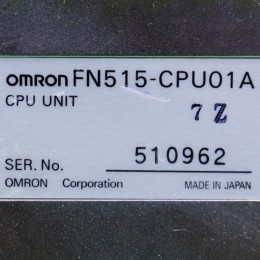 OMRON FN515-CPU01A
CPU UNIT
7 Z
SER. No. 510962
OMRON Corporation MADE IN JAPAN